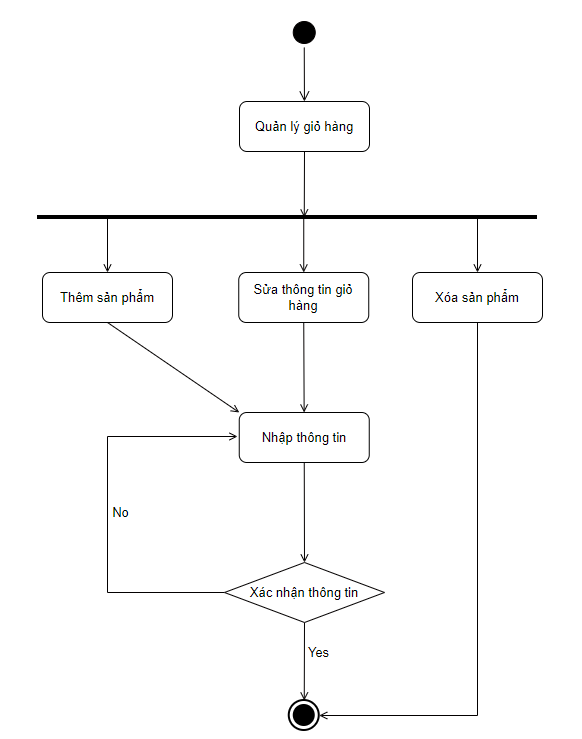 Quản lý giỏ hàng
Thêm sản phẩm
Sửa thông tin giỏ
hàng
Xóa sản phẩm
Nhập thông tin
No
Xác nhận thông tin
Yes